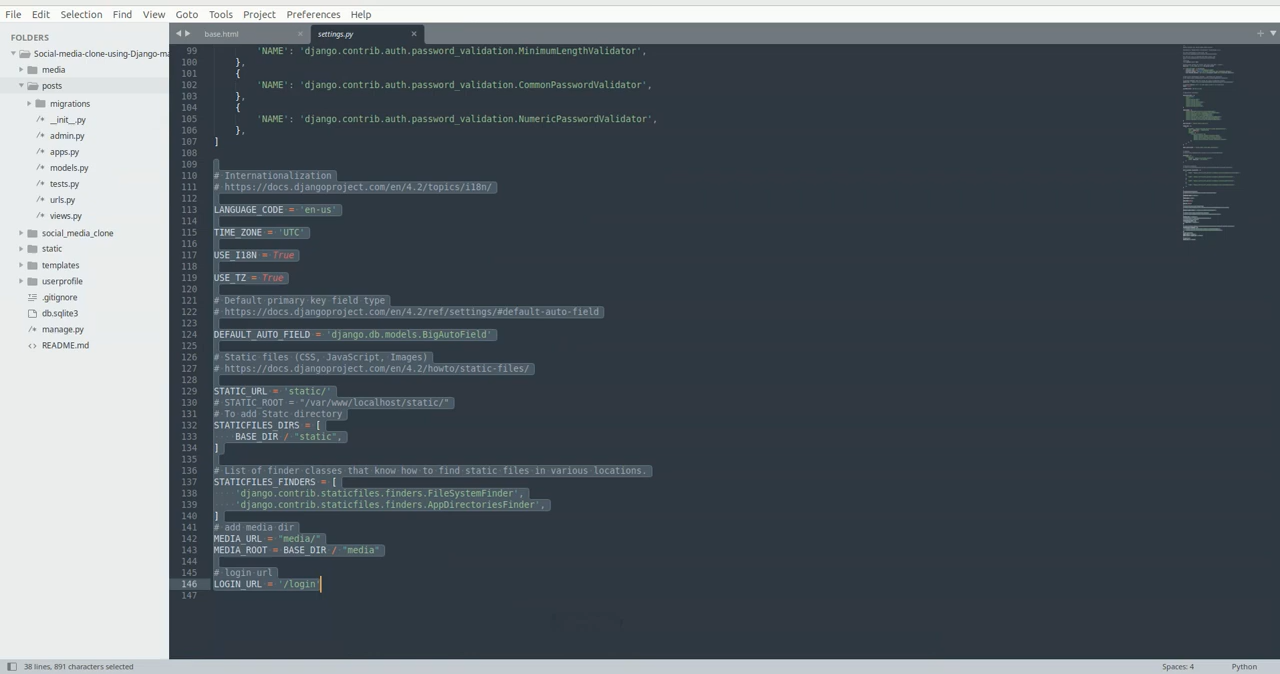 File Edit Selection Find View Goto Tools Project Preferences Help
FOLDERS
Social-media-clone-using-Django-ma
media
posts
migrations
__init__.py
admin.py
apps.py
models.py
tests.py
urls.py
views.py
social_media_clone
static
templates
userprofile
.gitignore
db.sqlite3
manage.py
README.md
base.html × settings.py ×
99 'NAME': 'django.contrib.auth.password_validation.MinimumLengthValidator',
100 },
101 {
102 'NAME': 'django.contrib.auth.password_validation.CommonPasswordValidator',
103 },
104 {
105 'NAME': 'django.contrib.auth.password_validation.NumericPasswordValidator',
106 },
107 ]
108
109
110 # Internationalization
111 # https://docs.djangoproject.com/en/4.2/topics/i18n/
112
113 LANGUAGE_CODE = 'en-us'
114
115 TIME_ZONE = 'UTC'
116
117 USE_I18N = True
118
119 USE_TZ = True
120
121 # Default primary key field type
122 # https://docs.djangoproject.com/en/4.2/ref/settings/#default-auto-field
123
124 DEFAULT_AUTO_FIELD = 'django.db.models.BigAutoField'
125
126 # Static files (CSS, JavaScript, Images)
127 # https://docs.djangoproject.com/en/4.2/howto/static-files/
128
129 STATIC_URL = 'static/'
130 # STATIC_ROOT = "/var/www/localhost/static/"
131 # To add Statc directory
132 STATICFILES_DIRS = [
133 BASE_DIR / "static",
134 ]
135
136 # List of finder classes that know how to find static files in various locations.
137 STATICFILES_FINDERS = [
138 'django.contrib.staticfiles.finders.FileSystemFinder',
139 'django.contrib.staticfiles.finders.AppDirectoriesFinder',
140 ]
141 # add media dir
142 MEDIA_URL = "media/"
143 MEDIA_ROOT = BASE_DIR / "media"
144
145 # login url
146 LOGIN_URL = '/login'
147
38 lines, 891 characters selected
Spaces: 4 Python